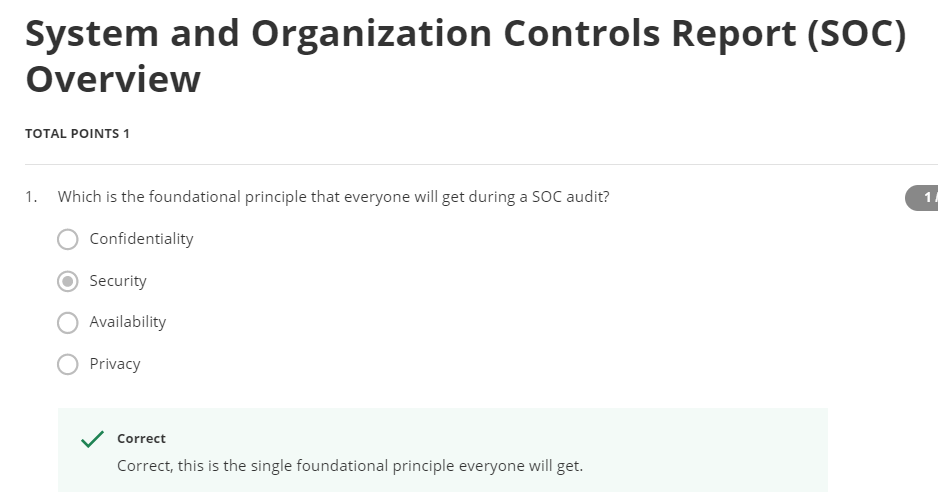 System and Organization Controls Report (SOC)
Overview
TOTAL POINTS 1
1. Which is the foundational principle that everyone will get during a SOC audit?
1 /
Confidentiality
Security
Availability
Privacy
Correct
Correct, this is the single foundational principle everyone will get.